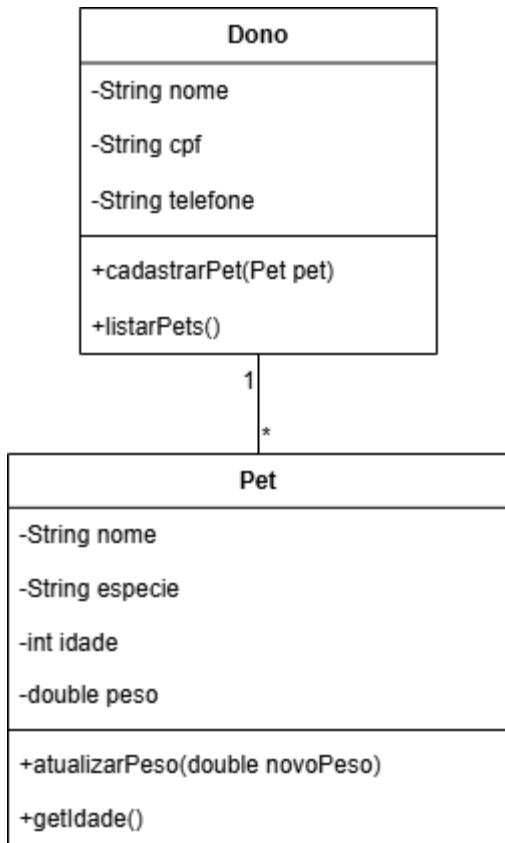 Dono
-String nome
-String cpf
-String telefone
+cadastrarPet(Pet pet)
+listarPets()
1
*
Pet
-String nome
-String especie
-int idade
-double peso
+atualizarPeso(double novoPeso)
+getIdade()